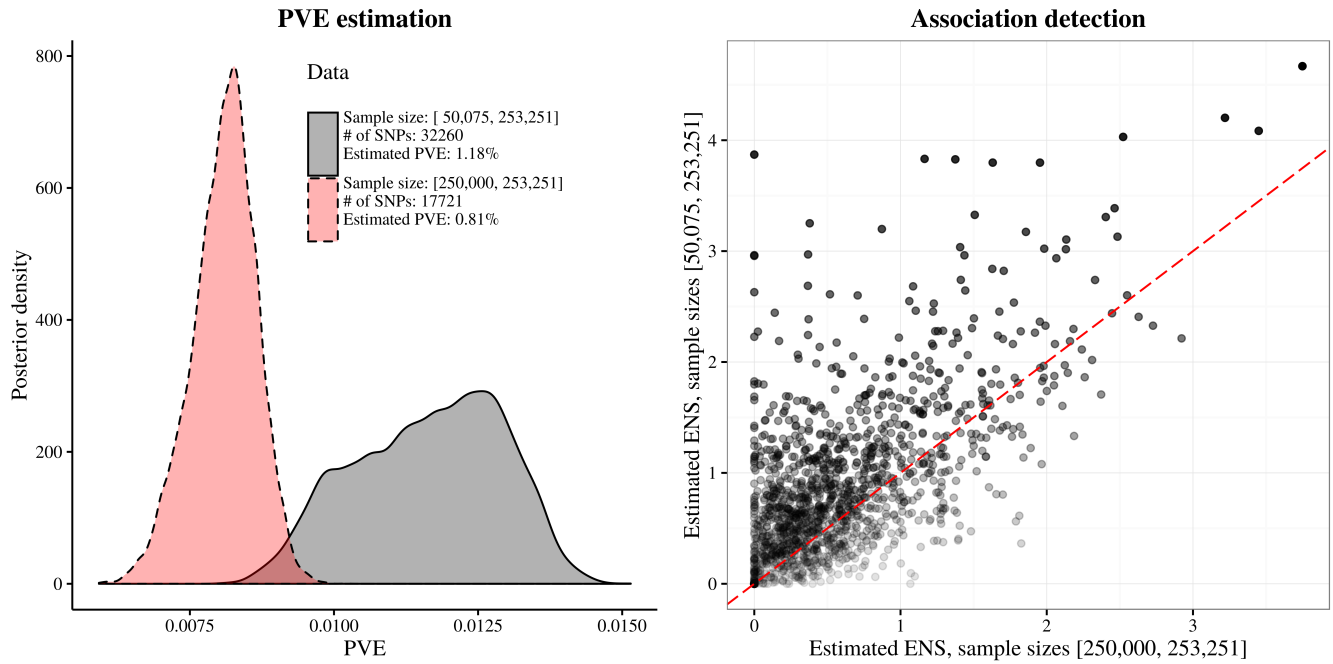 PVE estimation
800
600
400
200
0
Posterior density
Data
Sample size: [ 50,075, 253,251]
# of SNPs: 32260
Estimated PVE: 1.18%
Sample size: [250,000, 253,251]
# of SNPs: 17721
Estimated PVE: 0.81%
0.0075
0.0100
0.0125
0.0150
PVE
Association detection
4
3
2
1
0
Estimated ENS, sample sizes [50,075, 253,251]
0
1
2
3
Estimated ENS, sample sizes [250,000, 253,251]